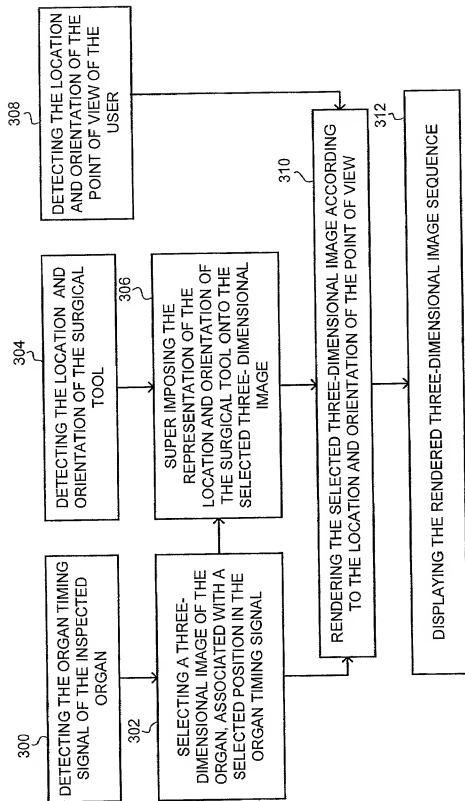 300
DETECTING THE ORGAN TIMING
SIGNAL OF THE INSPECTED
ORGAN
302
SELECTING A THREE-
DIMENSIONAL IMAGE OF THE
ORGAN, ASSOCIATED WITH A
SELECTED POSITION IN THE
ORGAN TIMING SIGNAL
304
DETECTING THE LOCATION AND
ORIENTATION OF THE SURGICAL
TOOL
306
SUPER IMPOSING THE
REPRESENTATION OF THE
LOCATION AND ORIENTATION OF
THE SURGICAL TOOL ONTO THE
SELECTED THREE- DIMENSIONAL
IMAGE
308
DETECTING THE LOCATION
AND ORIENTATION OF THE
POINT OF VIEW OF THE
USER
310
RENDERING THE SELECTED THREE-DIMENSIONAL IMAGE ACCORDING
TO THE LOCATION AND ORIENTATION OF THE POINT OF VIEW
312
DISPLAYING THE RENDERED THREE-DIMENSIONAL IMAGE SEQUENCE